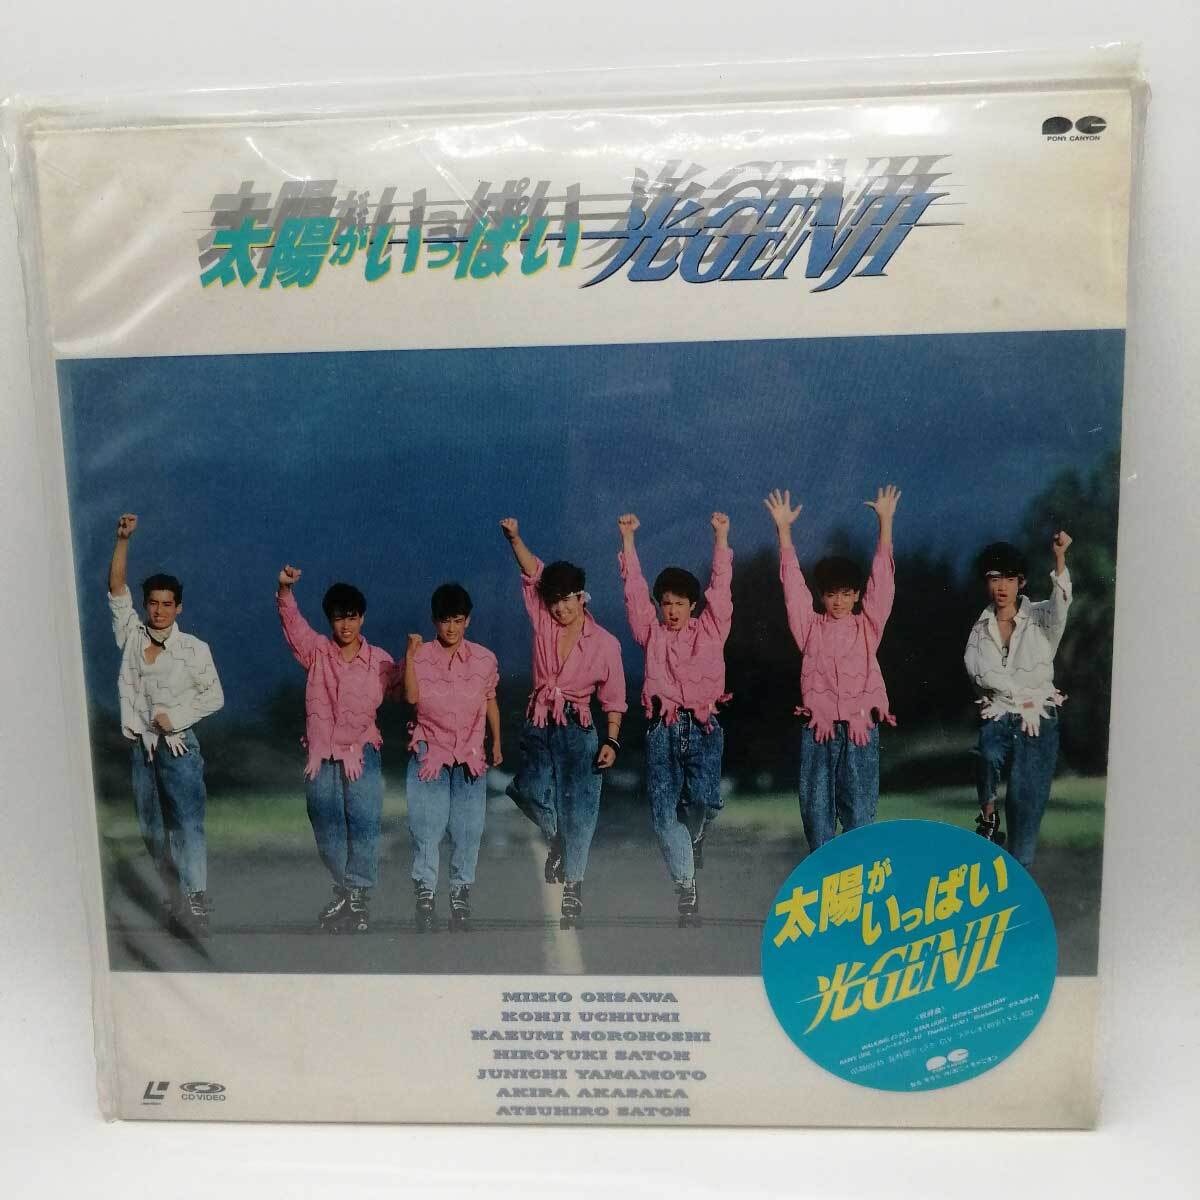 PONY CANYON
太陽がいっぱい 光GENJI
太陽が
いっぱい
光GENJI
MIKIO OHSAWA
KOHJI UCHIUMI
KAZUMI MOROHOSHI
HIROYUKI SATOH
JUNICHI YAMAMOTO
AKIRA AKASAKA
ATSUHIRO SATOH
CD VIDEO
PONY CANYON